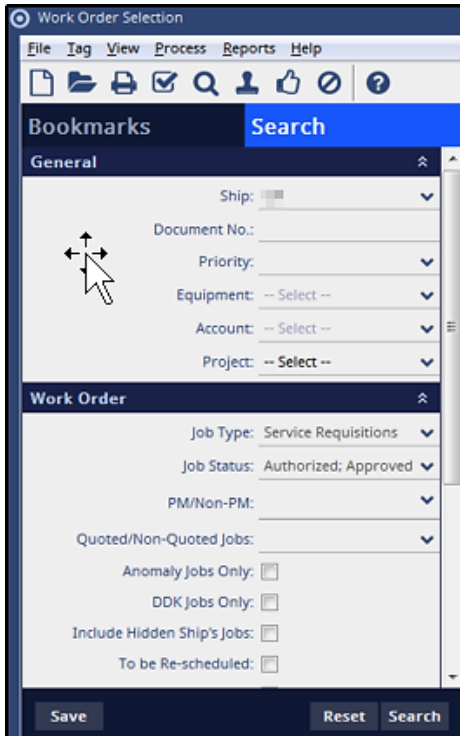 Work Order Selection
File Tag View Process Reports Help
Bookmarks Search
General
Ship:
Document No.:
Priority:
Equipment: -- Select --
Account: -- Select --
Project: -- Select --
Work Order
Job Type: Service Requisitions
Job Status: Authorized; Approved
PM/Non-PM:
Quoted/Non-Quoted Jobs:
Anomaly Jobs Only:
DDK Jobs Only:
Include Hidden Ship's Jobs:
To be Re-scheduled:
Save Reset Search